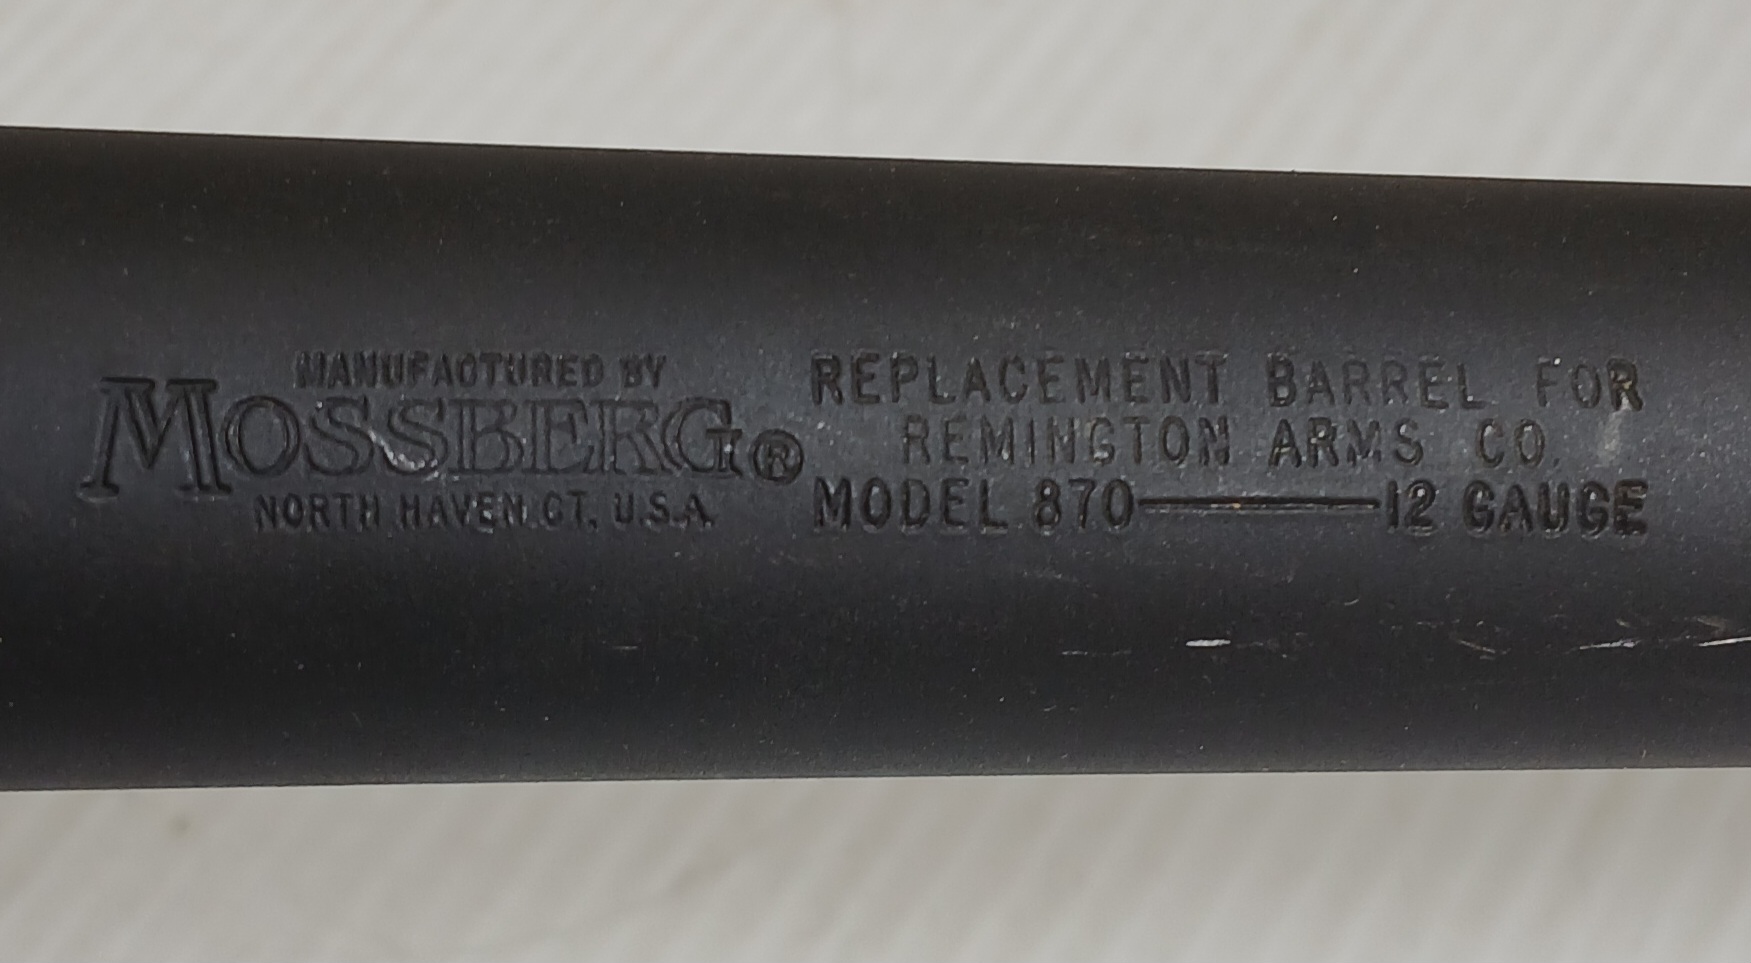 MANUFACTURED BY
MOSSBERG®
NORTH HAVEN, CT. U.S.A.
REPLACEMENT BARREL FOR
REMINGTON ARMS CO.
MODEL 870——12 GAUGE